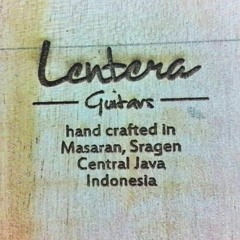 Lentera
Guitars
hand crafted in
Masaran, Sragen
Central Java
Indonesia